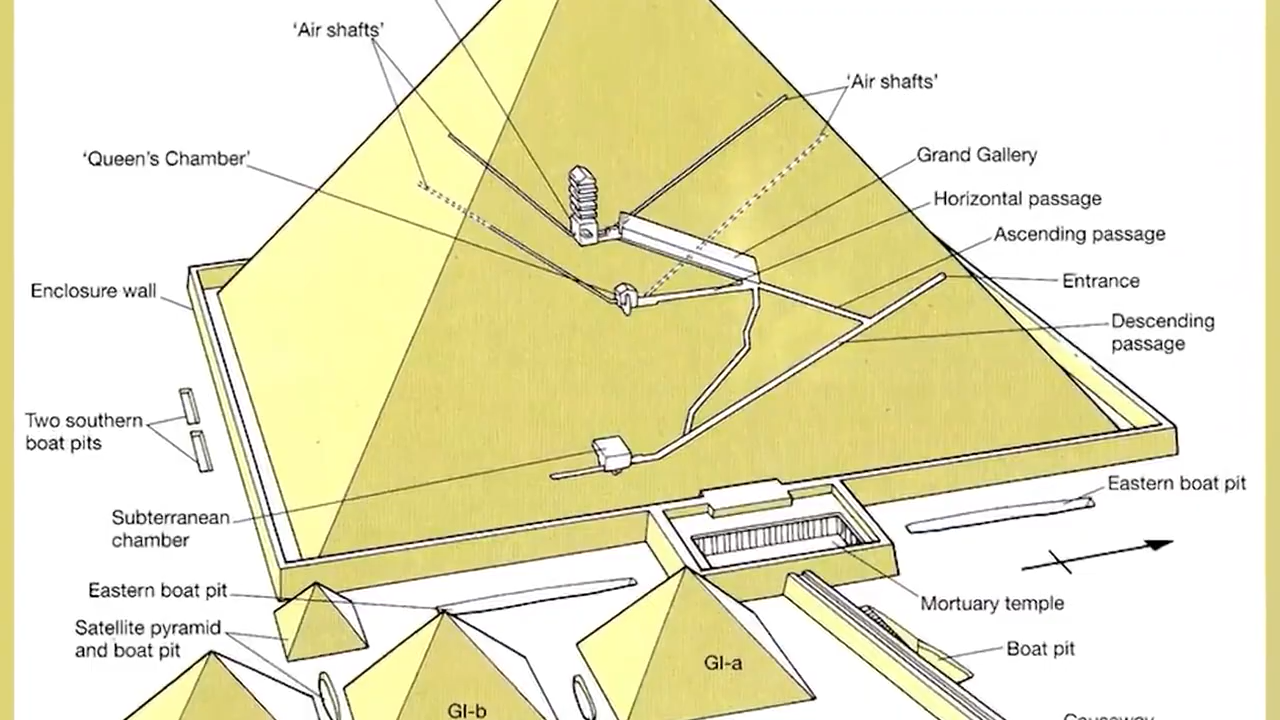 'Air shafts'
'Air shafts'
'Queen's Chamber'
Grand Gallery
Horizontal passage
Ascending passage
Entrance
Enclosure wall
Descending
passage
Two southern
boat pits
Eastern boat pit
Subterranean
chamber
Eastern boat pit
Mortuary temple
Satellite pyramid
and boat pit
Boat pit
GI-a
GI-b
Causeway